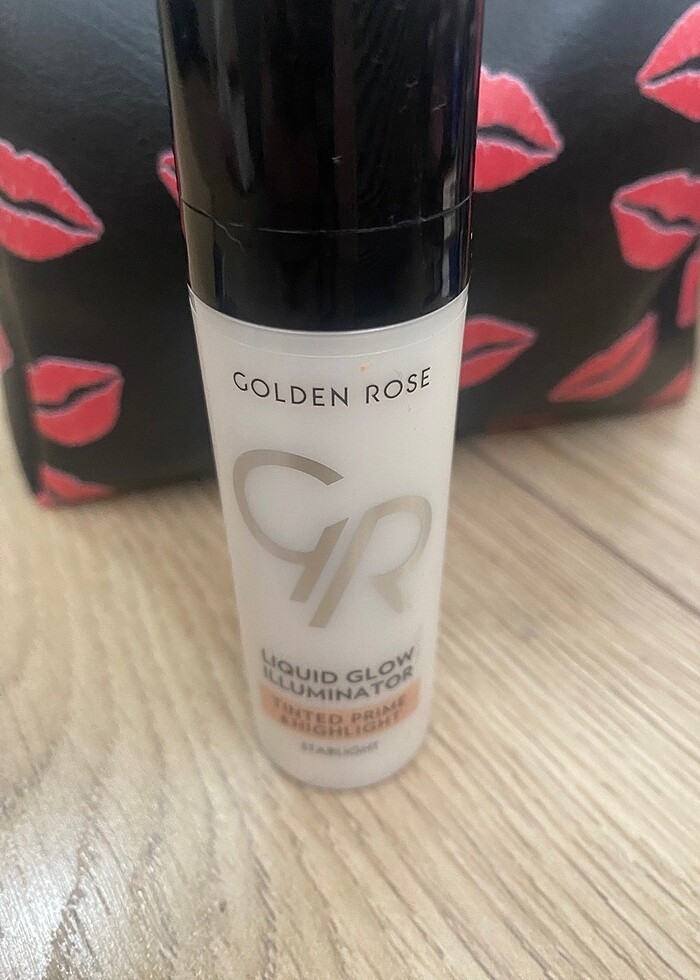 GOLDEN ROSE
GR
LIQUID GLOW
ILLUMINATOR
TINTED PRIME
&HIGHLIGHT
STARLIGHT